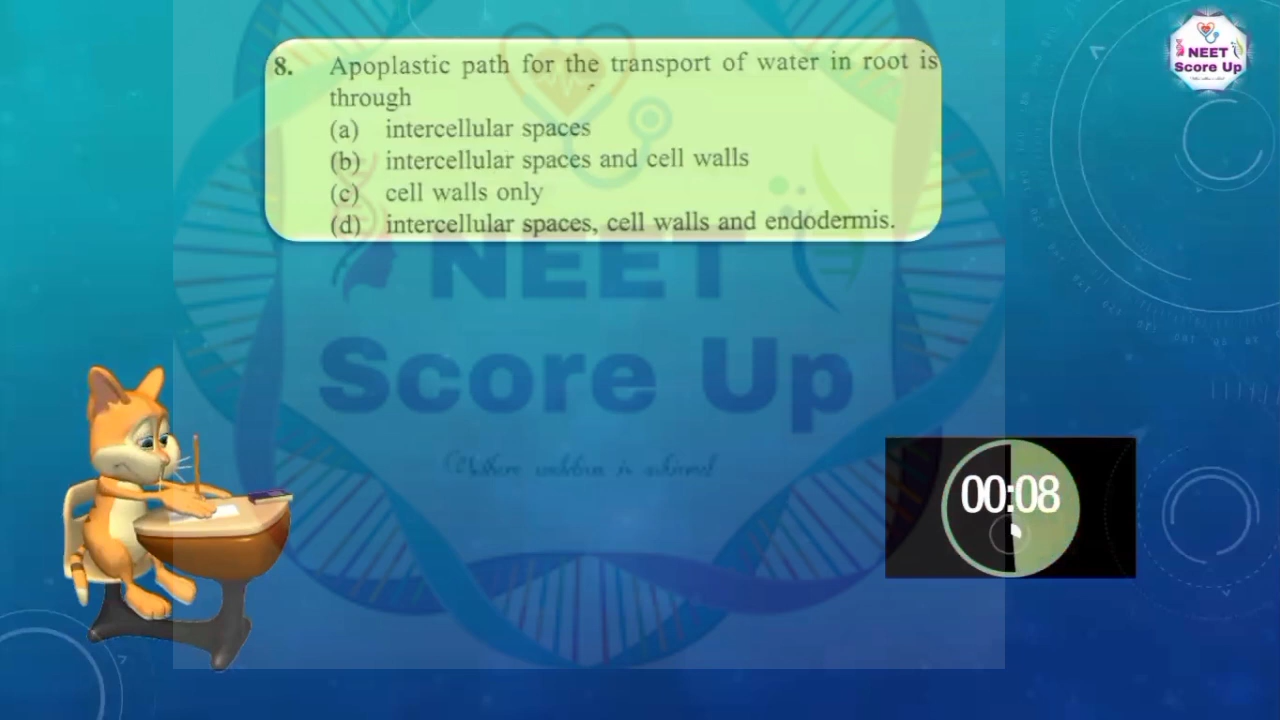 8. Apoplastic path for the transport of water in root is
through
(a) intercellular spaces
(b) intercellular spaces and cell walls
(c) cell walls only
(d) intercellular spaces, cell walls and endodermis.
NEET
Score Up
NEET
Score Up
00:08